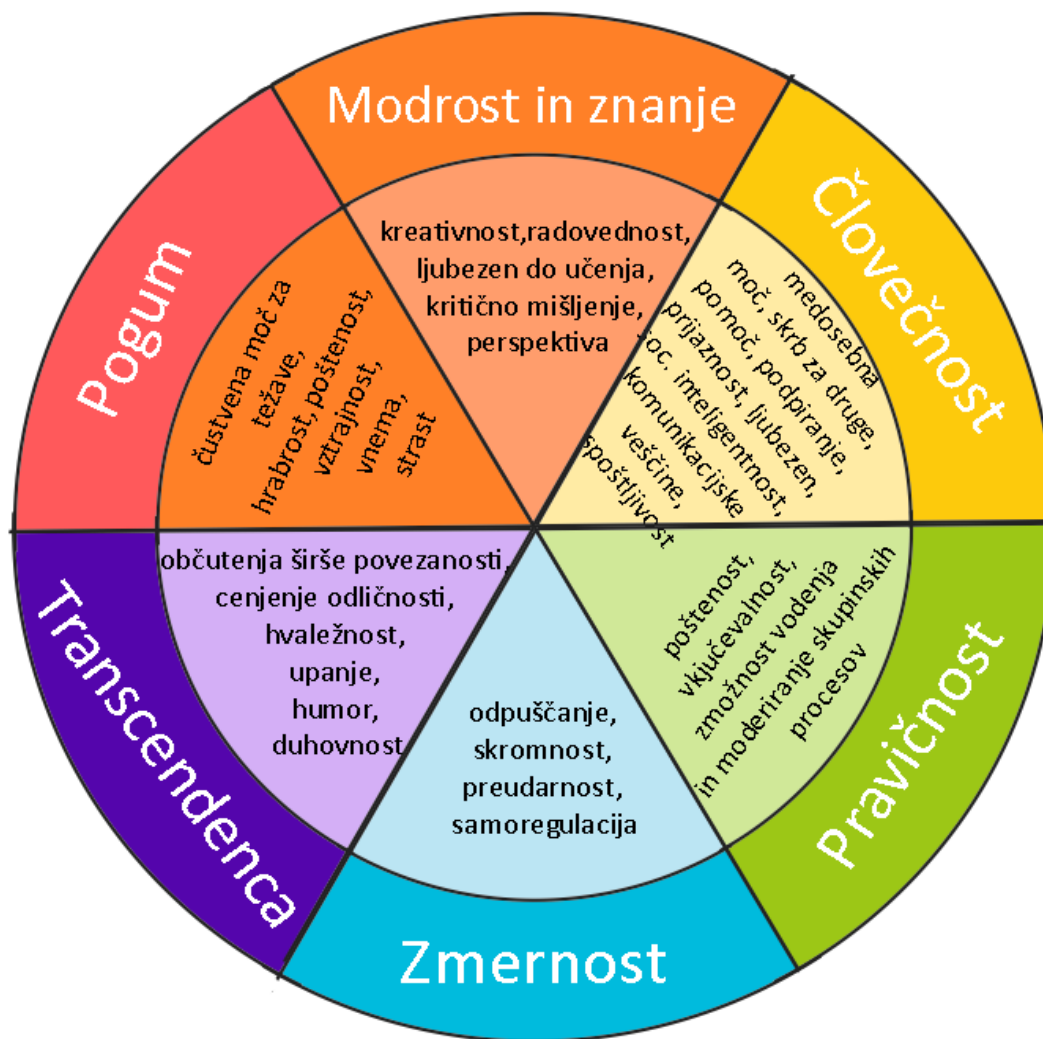 Modrost in znanje
kreativnost,radovednost,
ljubezen do učenja,
kritično mišljenje,
perspektiva
Človečnost
medosebna
moč, skrb za druge,
pomoč, podpiranje,
prijaznost, ljubezen,
soc. inteligentnost,
komunikacijske
veščine,
spoštljivost
Pravičnost
poštenost,
vkjučevalnost,
zmožnost vodenja
in moderiranje skupinskih
procesov
Zmernost
odpuščanje,
skromnost,
preudarnost,
samoregulacija
Transcendenca
občutenja širše povezanosti,
cenjenje odličnosti,
hvaležnost,
upanje,
humor,
duhovnost
Pogum
čustvena moč za
težave,
hrabrost, poštenost,
vztrajnost,
vnema,
strast